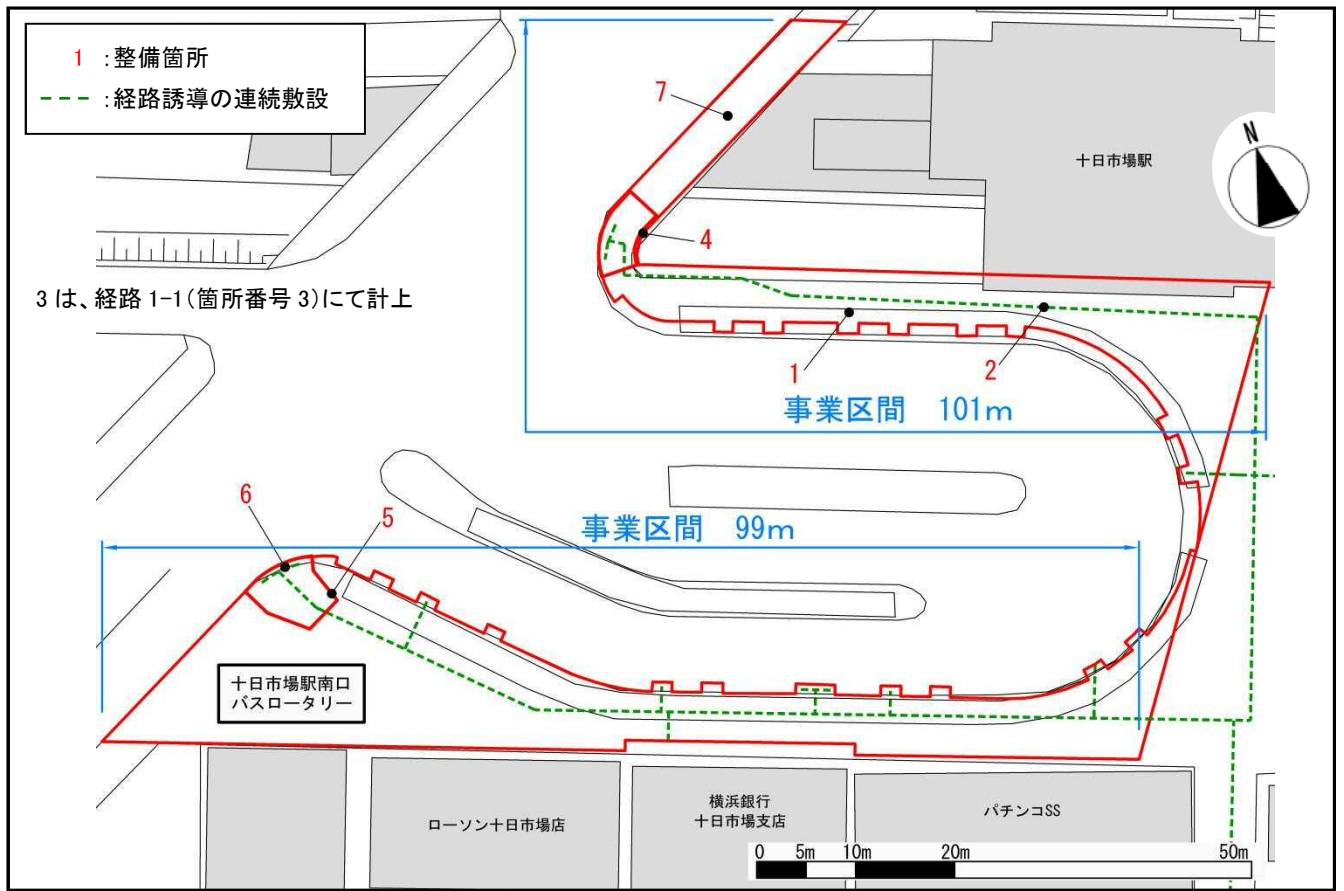 1 :整備箇所
--- :経路誘導の連続敷設
N
7
十日市場駅
4
3 は、経路 1-1(箇所番号 3)にて計上
1
2
事業区間 101m
6
5
事業区間 99m
十日市場駅南口
バスロータリー
ローソン十日市場店
横浜銀行
十日市場支店
パチンコSS
0 5m 10m 20m 50m